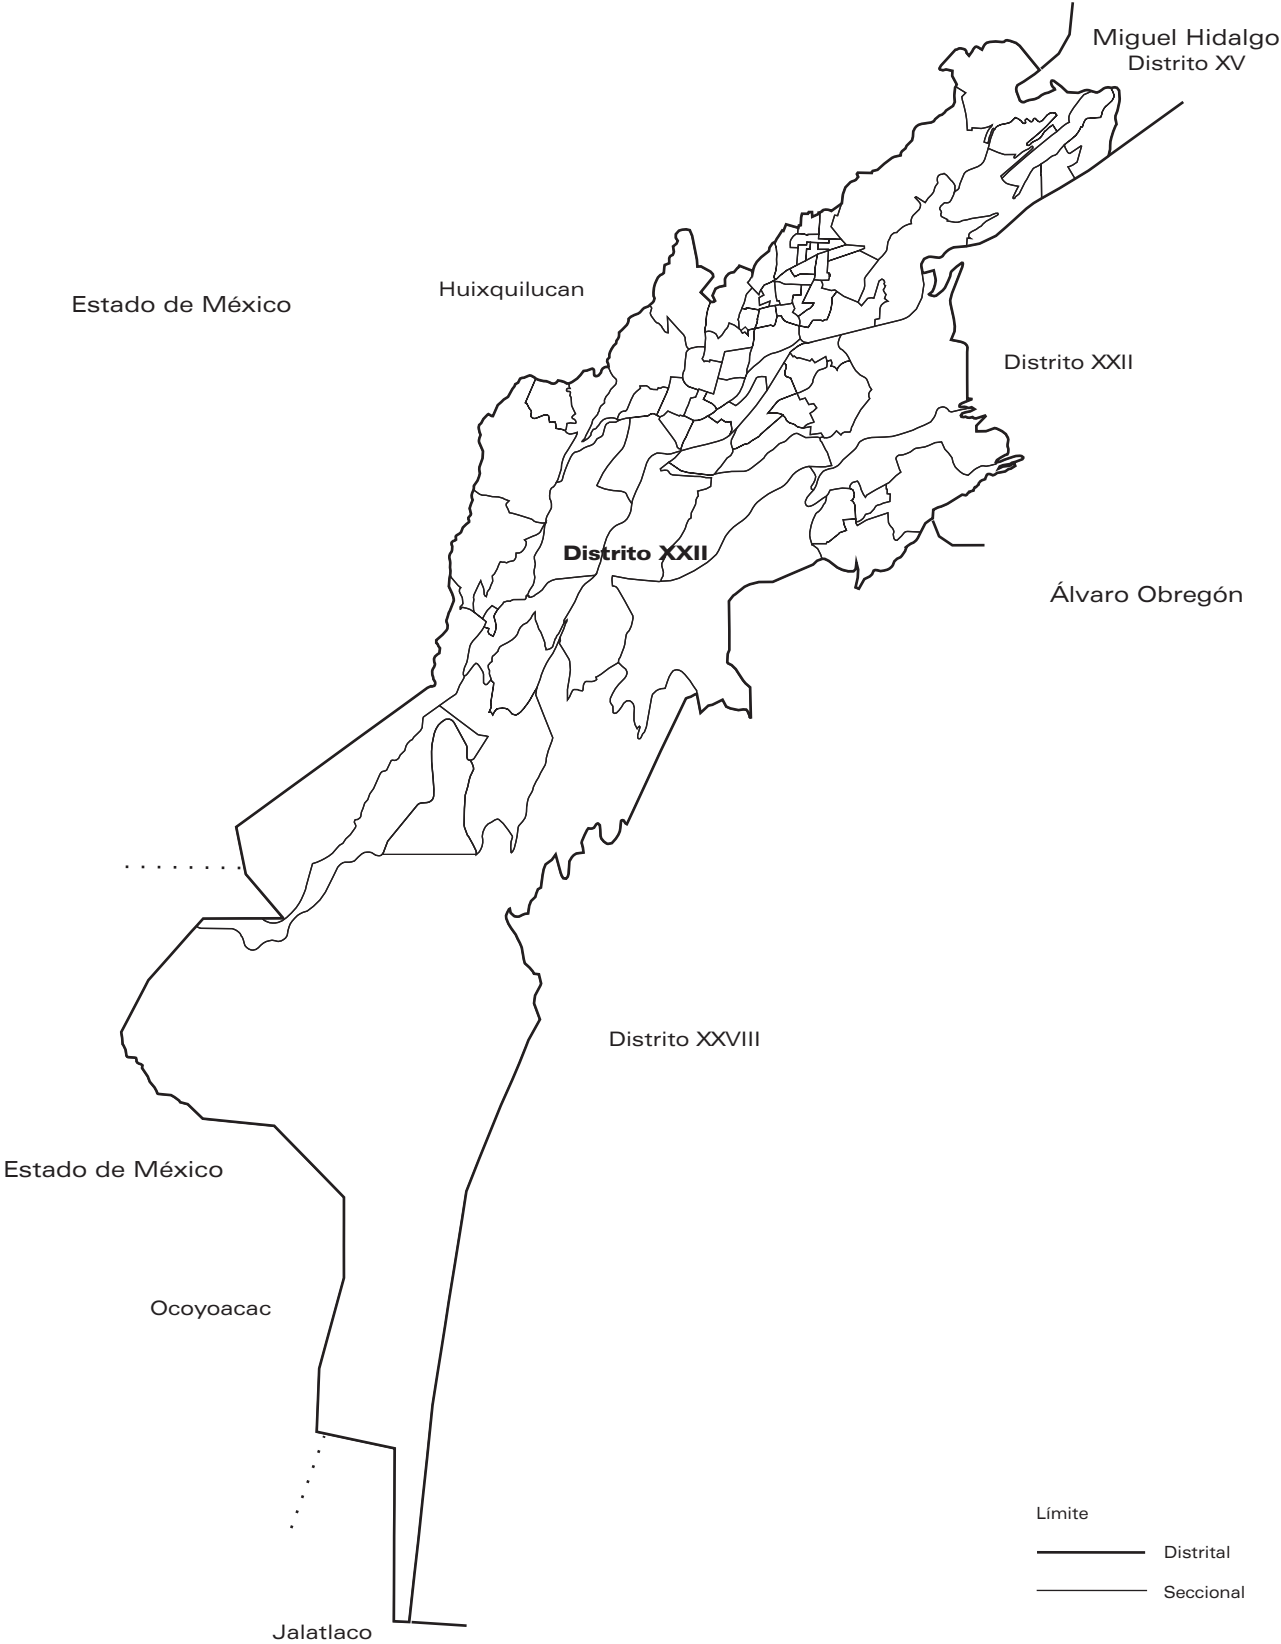 Miguel Hidalgo
Distrito XV
Huixquilucan
Estado de México
Distrito XXII
Distrito XXII
Álvaro Obregón
Distrito XXVIII
Estado de México
Ocoyoacac
Límite
Distrital
Seccional
Jalatlaco